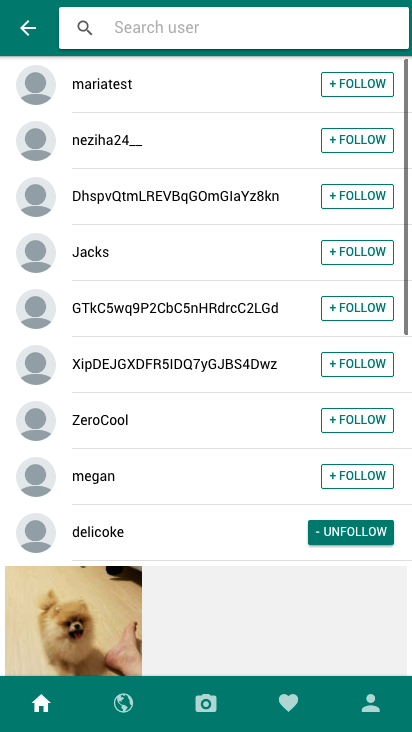 Search user
mariatest
+ FOLLOW
neziha24__
+ FOLLOW
DhspvQtmLREVBqGOmGIaYz8kn
+ FOLLOW
Jacks
+ FOLLOW
GTkC5wq9P2CbC5nHRdrcC2LGd
+ FOLLOW
XipDEJGXDFR5IDQ7yGJBS4Dwz
+ FOLLOW
ZeroCool
+ FOLLOW
megan
+ FOLLOW
delicoke
- UNFOLLOW